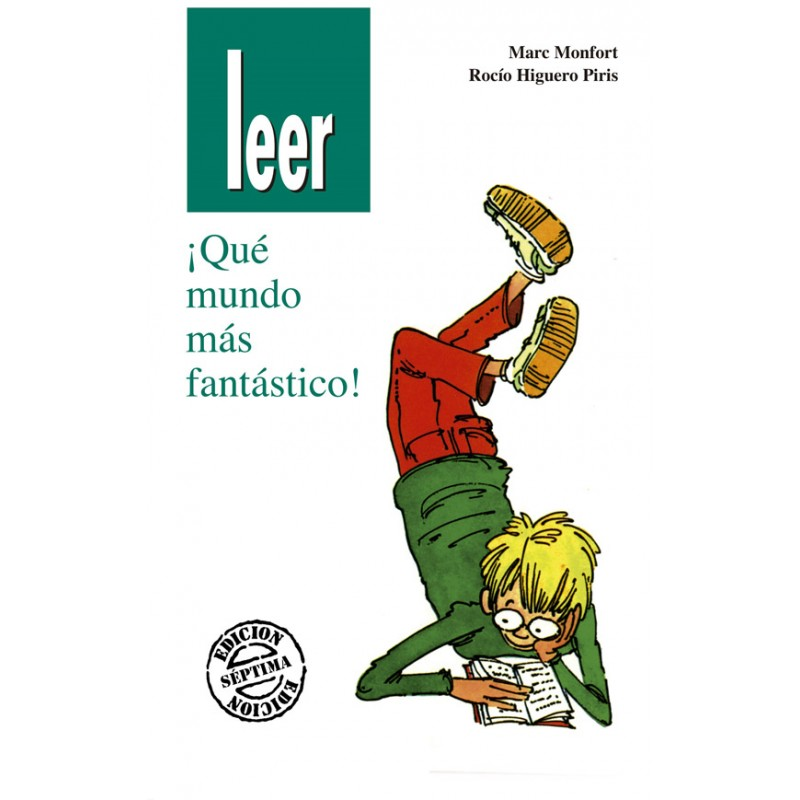 leer
Marc Monfort
Rocío Higuero Piris
¡Qué
mundo
más
fantástico!
EDICION
SÉPTIMA
EDICION